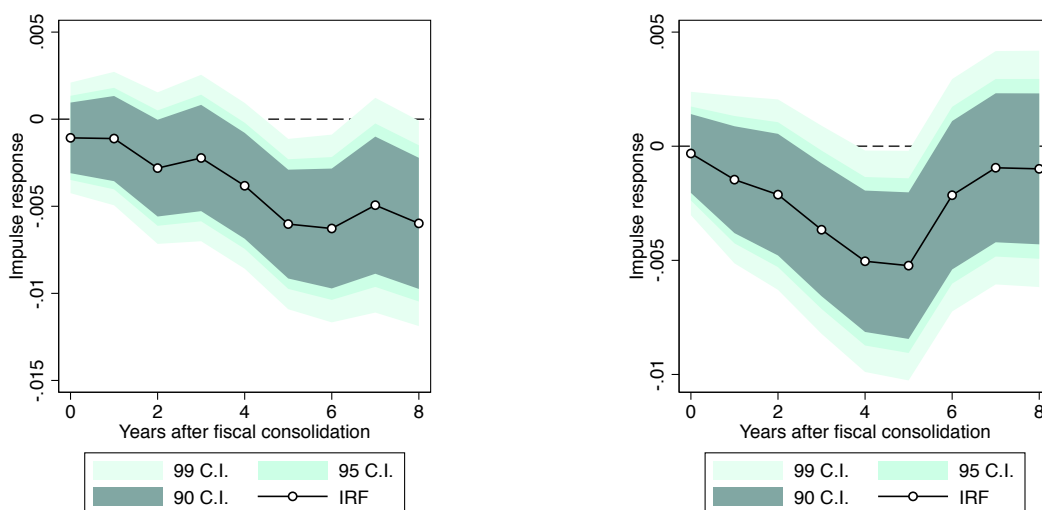 .005
0
-.005
-.01
-.015
Impulse response
0 2 4 6 8
Years after fiscal consolidation
99 C.I. 95 C.I.
90 C.I. IRF
.005
0
-.005
-.01
Impulse response
0 2 4 6 8
Years after fiscal consolidation
99 C.I. 95 C.I.
90 C.I. IRF